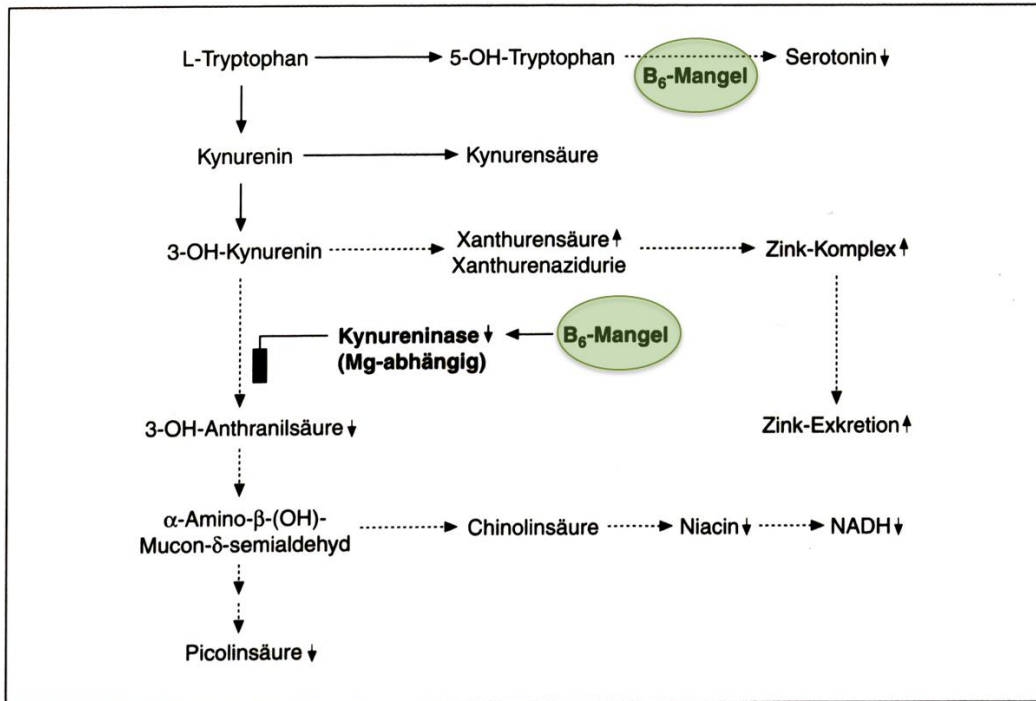 L-Tryptophan
5-OH-Tryptophan
B₆-Mangel
Serotonin
Kynurenin
Kynurensäure
3-OH-Kynurenin
Xanthurensäure
Xanthurenazidurie
Zink-Komplex
Kynureninase
(Mg-abhängig)
B₆-Mangel
3-OH-Anthranilsäure
Zink-Exkretion
α-Amino-β-(OH)-
Mucon-δ-semialdehyd
Chinolinsäure
Niacin
NADH
Picolinsäure